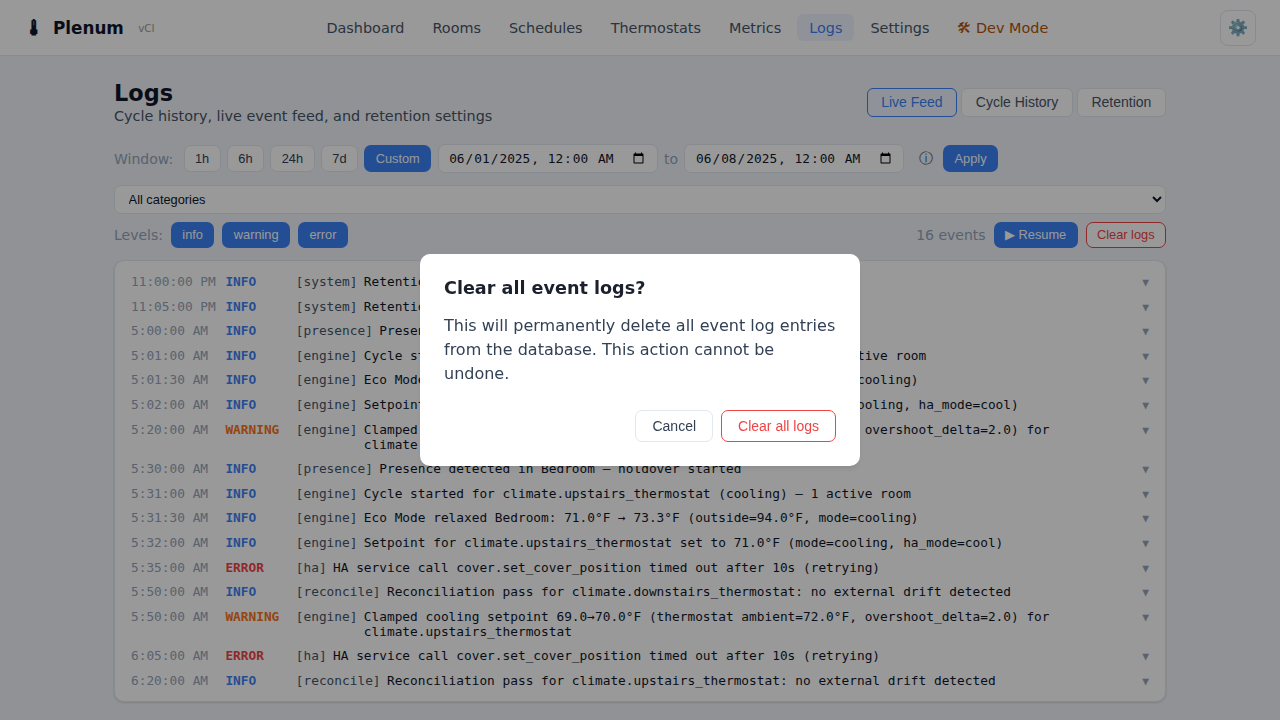 Plenum vCI Dashboard Rooms Schedules Thermostats Metrics Logs Settings 🛠 Dev Mode
Logs
Cycle history, live event feed, and retention settings
Live Feed Cycle History Retention
Window: 1h 6h 24h 7d Custom 06/01/2025, 12:00 AM to 06/08/2025, 12:00 AM ⓘ Apply
All categories
Levels: info warning error 16 events ▶ Resume Clear logs
Clear all event logs?
This will permanently delete all event log entries
from the database. This action cannot be
undone.
Cancel Clear all logs
11:00:00 PM INFO [system]
11:05:00 PM INFO [system]
5:00:00 AM INFO [presence]
5:01:00 AM INFO [engine] Cycle room
5:01:30 AM INFO [engine] Eco
5:02:00 AM INFO [engine] ha_mode=cool)
5:20:00 AM WARNING [engine] Clamped overshoot_delta=2.0) for
5:30:00 AM INFO [presence] Presence detected in Bedroom — holdover started
5:31:00 AM INFO [engine] Cycle started for climate.upstairs_thermostat (cooling) — 1 active room
5:31:30 AM INFO [engine] Eco Mode relaxed Bedroom: 71.0°F → 73.3°F (outside=94.0°F, mode=cooling)
5:32:00 AM INFO [engine] Setpoint for climate.upstairs_thermostat set to 71.0°F (mode=cooling, ha_mode=cool)
5:35:00 AM ERROR [ha] HA service call cover.set_cover_position timed out after 10s (retrying)
5:50:00 AM INFO [reconcile] Reconciliation pass for climate.downstairs_thermostat: no external drift detected
5:50:00 AM WARNING [engine] Clamped cooling setpoint 69.0→70.0°F (thermostat ambient=72.0°F, overshoot_delta=2.0) for
climate.upstairs_thermostat
6:05:00 AM ERROR [ha] HA service call cover.set_cover_position timed out after 10s (retrying)
6:20:00 AM INFO [reconcile] Reconciliation pass for climate.upstairs_thermostat: no external drift detected